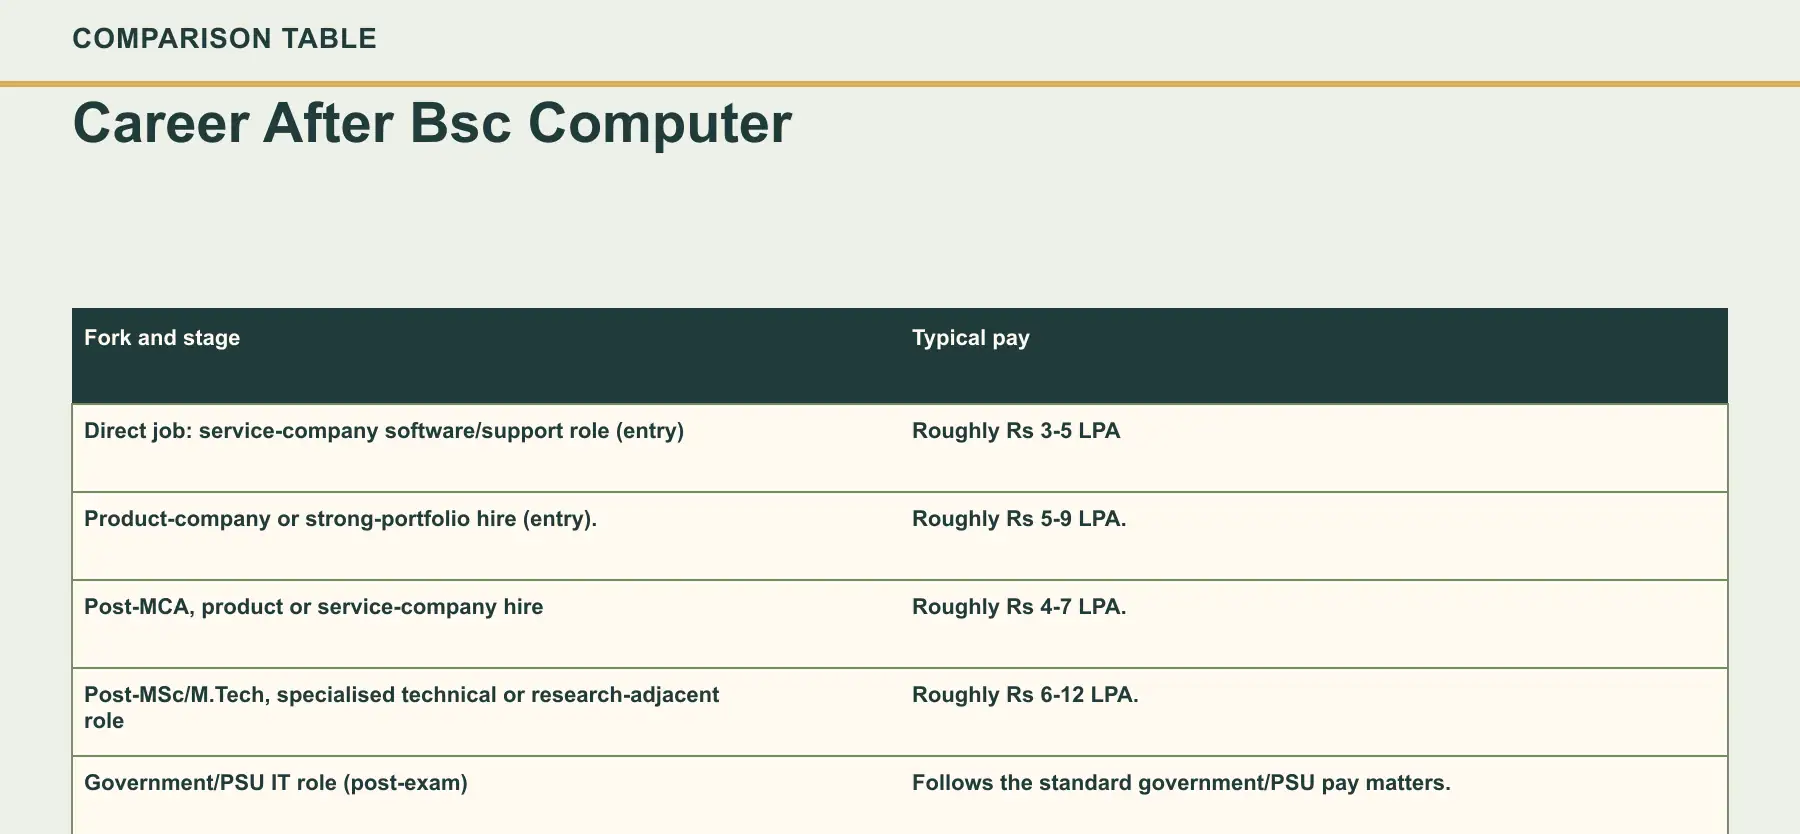 COMPARISON TABLE
Career After Bsc Computer
Fork and stage
Typical pay
Direct job: service-company software/support role (entry)
Roughly Rs 3-5 LPA
Product-company or strong-portfolio hire (entry).
Roughly Rs 5-9 LPA.
Post-MCA, product or service-company hire
Roughly Rs 4-7 LPA.
Post-MSc/M.Tech, specialised technical or research-adjacent
role
Roughly Rs 6-12 LPA.
Government/PSU IT role (post-exam)
Follows the standard government/PSU pay matters.